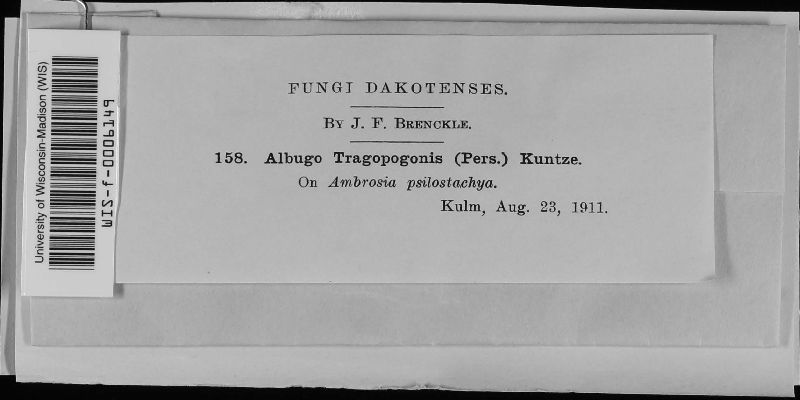 FUNGI DAKOTENSES.
BY J. F. BRENCKLE.
158. Albugo Tragopogonis (Pers.) Kuntze.
On Ambrosia psilostachya.
Kulm, Aug. 23, 1911.
University of Wisconsin-Madison (WIS)
WIS-f-0006149